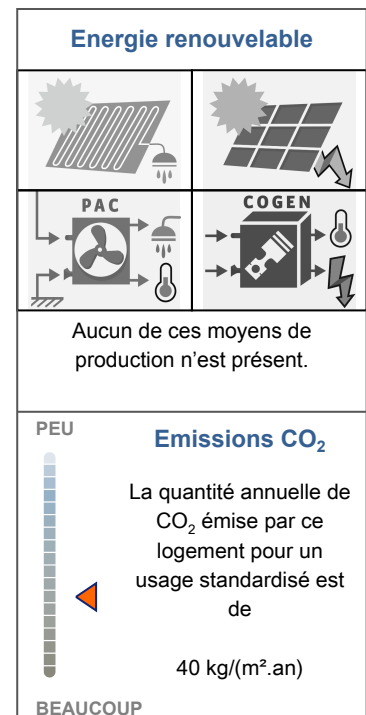 Energie renouvelable
PAC
COGEN
Aucun de ces moyens de
production n’est présent.
PEU
Emissions CO₂
La quantité annuelle de
CO₂ émise par ce
logement pour un
usage standardisé est
de
40 kg/(m².an)
BEAUCOUP